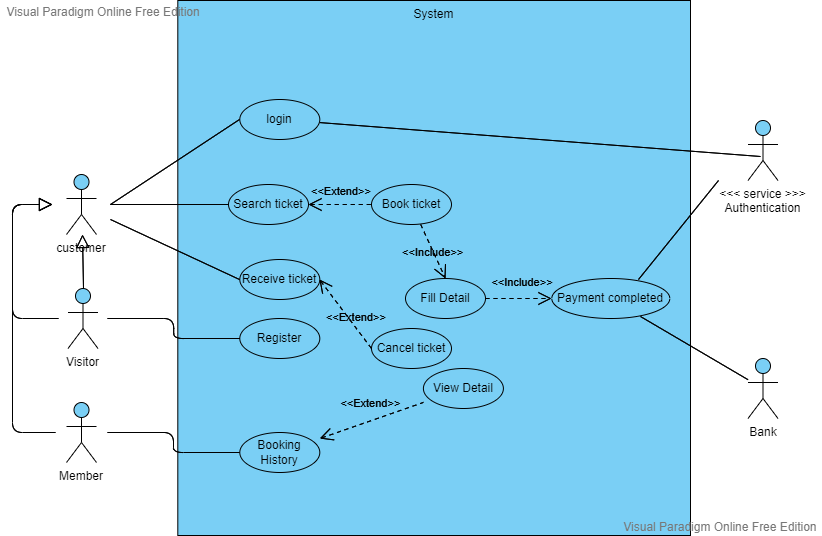 Visual Paradigm Online Free Edition
System
login
<<< service >>>
Authentication
customer
Search ticket
<<Extend>>
Book ticket
<<Include>>
Receive ticket
Fill Detail
<<Include>>
Payment completed
<<Extend>>
Visitor
Register
Cancel ticket
View Detail
<<Extend>>
Bank
Member
Booking
History
Visual Paradigm Online Free Edition